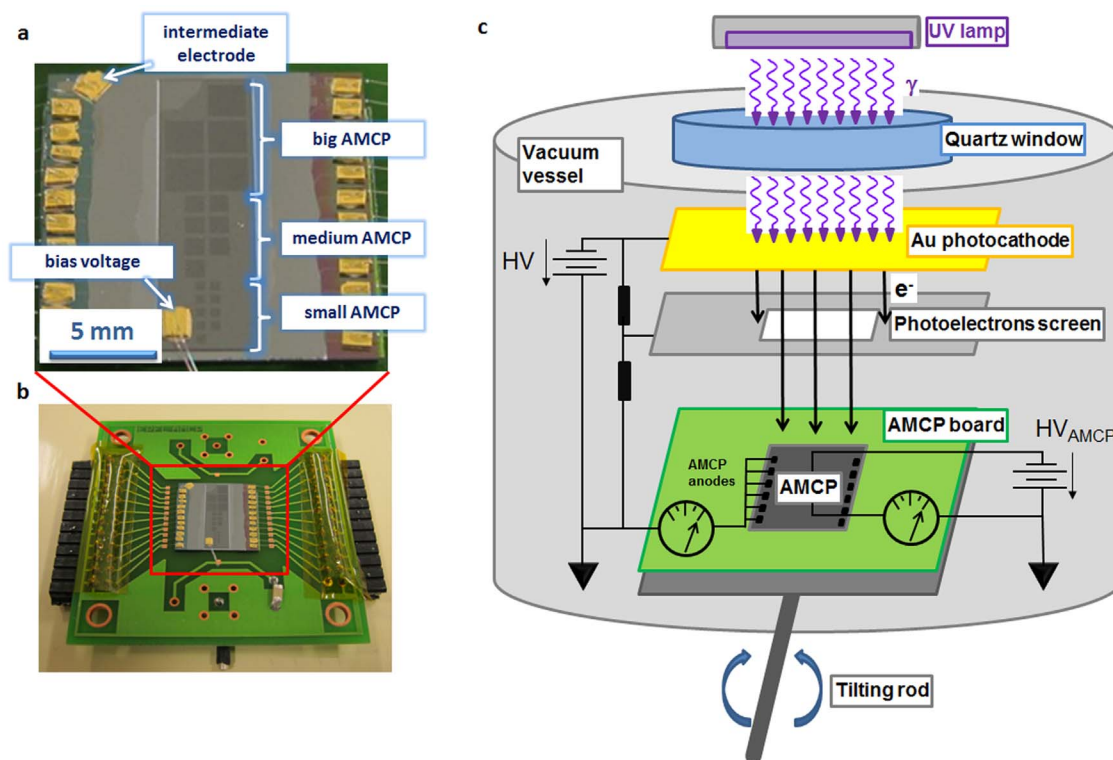 a
intermediate
electrode
big AMCP
medium AMCP
bias voltage
small AMCP
5 mm
b
c
UV lamp
γ
Quartz window
Vacuum
vessel
Au photocathode
HV
e-
Photoelectrons screen
AMCP board
HVAMCP
AMCP
anodes
AMCP
Tilting rod